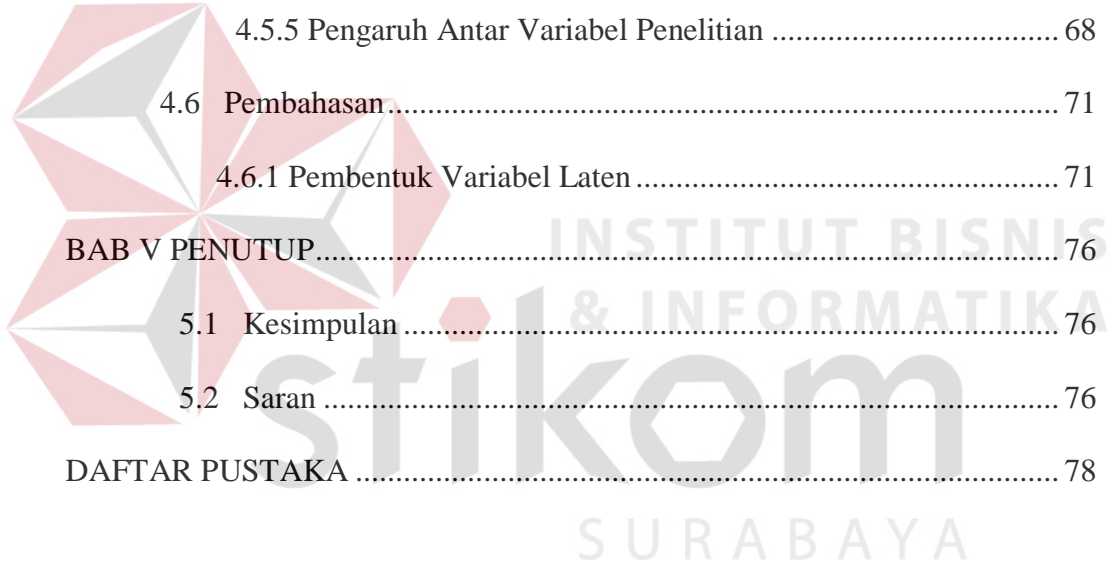 4.5.5 Pengaruh Antar Variabel Penelitian .................................... 68
4.6 Pembahasan.................................................................................... 71
4.6.1 Pembentuk Variabel Laten ..................................................... 71
BAB V PENUTUP............................................................................................. 76
5.1 Kesimpulan .................................................................................. 76
5.2 Saran ............................................................................................ 76
DAFTAR PUSTAKA ........................................................................................ 78
INSTITUT BISNIS
& INFORMATIKA
stikom
SURABAYA